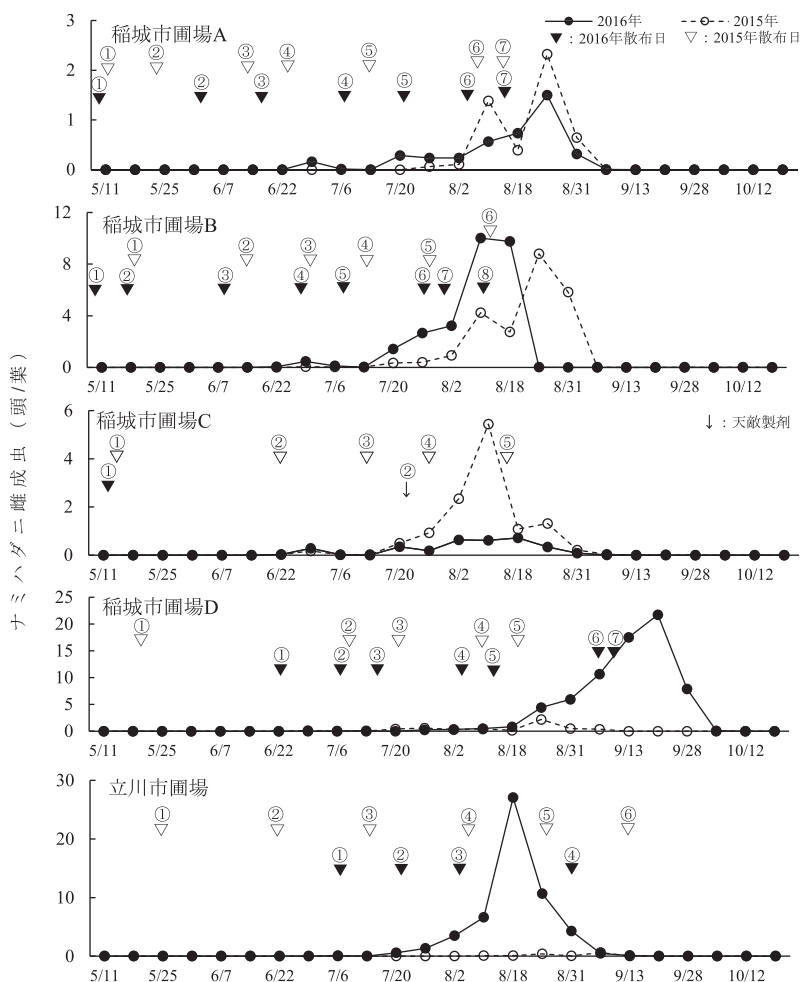 ナミハダニ雌成虫（頭/葉）
稲城市圃場A
2016年 2015年
▼：2016年散布日 ▽：2015年散布日
① ② ③ ④ ⑤ ⑥ ⑦
① ② ③ ④ ⑤ ⑥ ⑦
3
2
1
0
5/11 5/25 6/7 6/22 7/6 7/20 8/2 8/18 8/31 9/13 9/28 10/12
稲城市圃場B
① ② ③ ④ ⑤ ⑥
① ② ③ ④ ⑤ ⑥ ⑦ ⑧
12
8
4
0
5/11 5/25 6/7 6/22 7/6 7/20 8/2 8/18 8/31 9/13 9/28 10/12
稲城市圃場C
↓：天敵製剤
① ② ③ ④ ⑤
① ②
↓
6
4
2
0
5/11 5/25 6/7 6/22 7/6 7/20 8/2 8/18 8/31 9/13 9/28 10/12
稲城市圃場D
① ② ③ ④ ⑤
① ② ③ ④ ⑤ ⑥ ⑦
25
20
15
10
5
0
5/11 5/25 6/7 6/22 7/6 7/20 8/2 8/18 8/31 9/13 9/28 10/12
立川市圃場
① ② ③ ④ ⑤ ⑥
① ② ③ ④
30
20
10
0
5/11 5/25 6/7 6/22 7/6 7/20 8/2 8/18 8/31 9/13 9/28 10/12